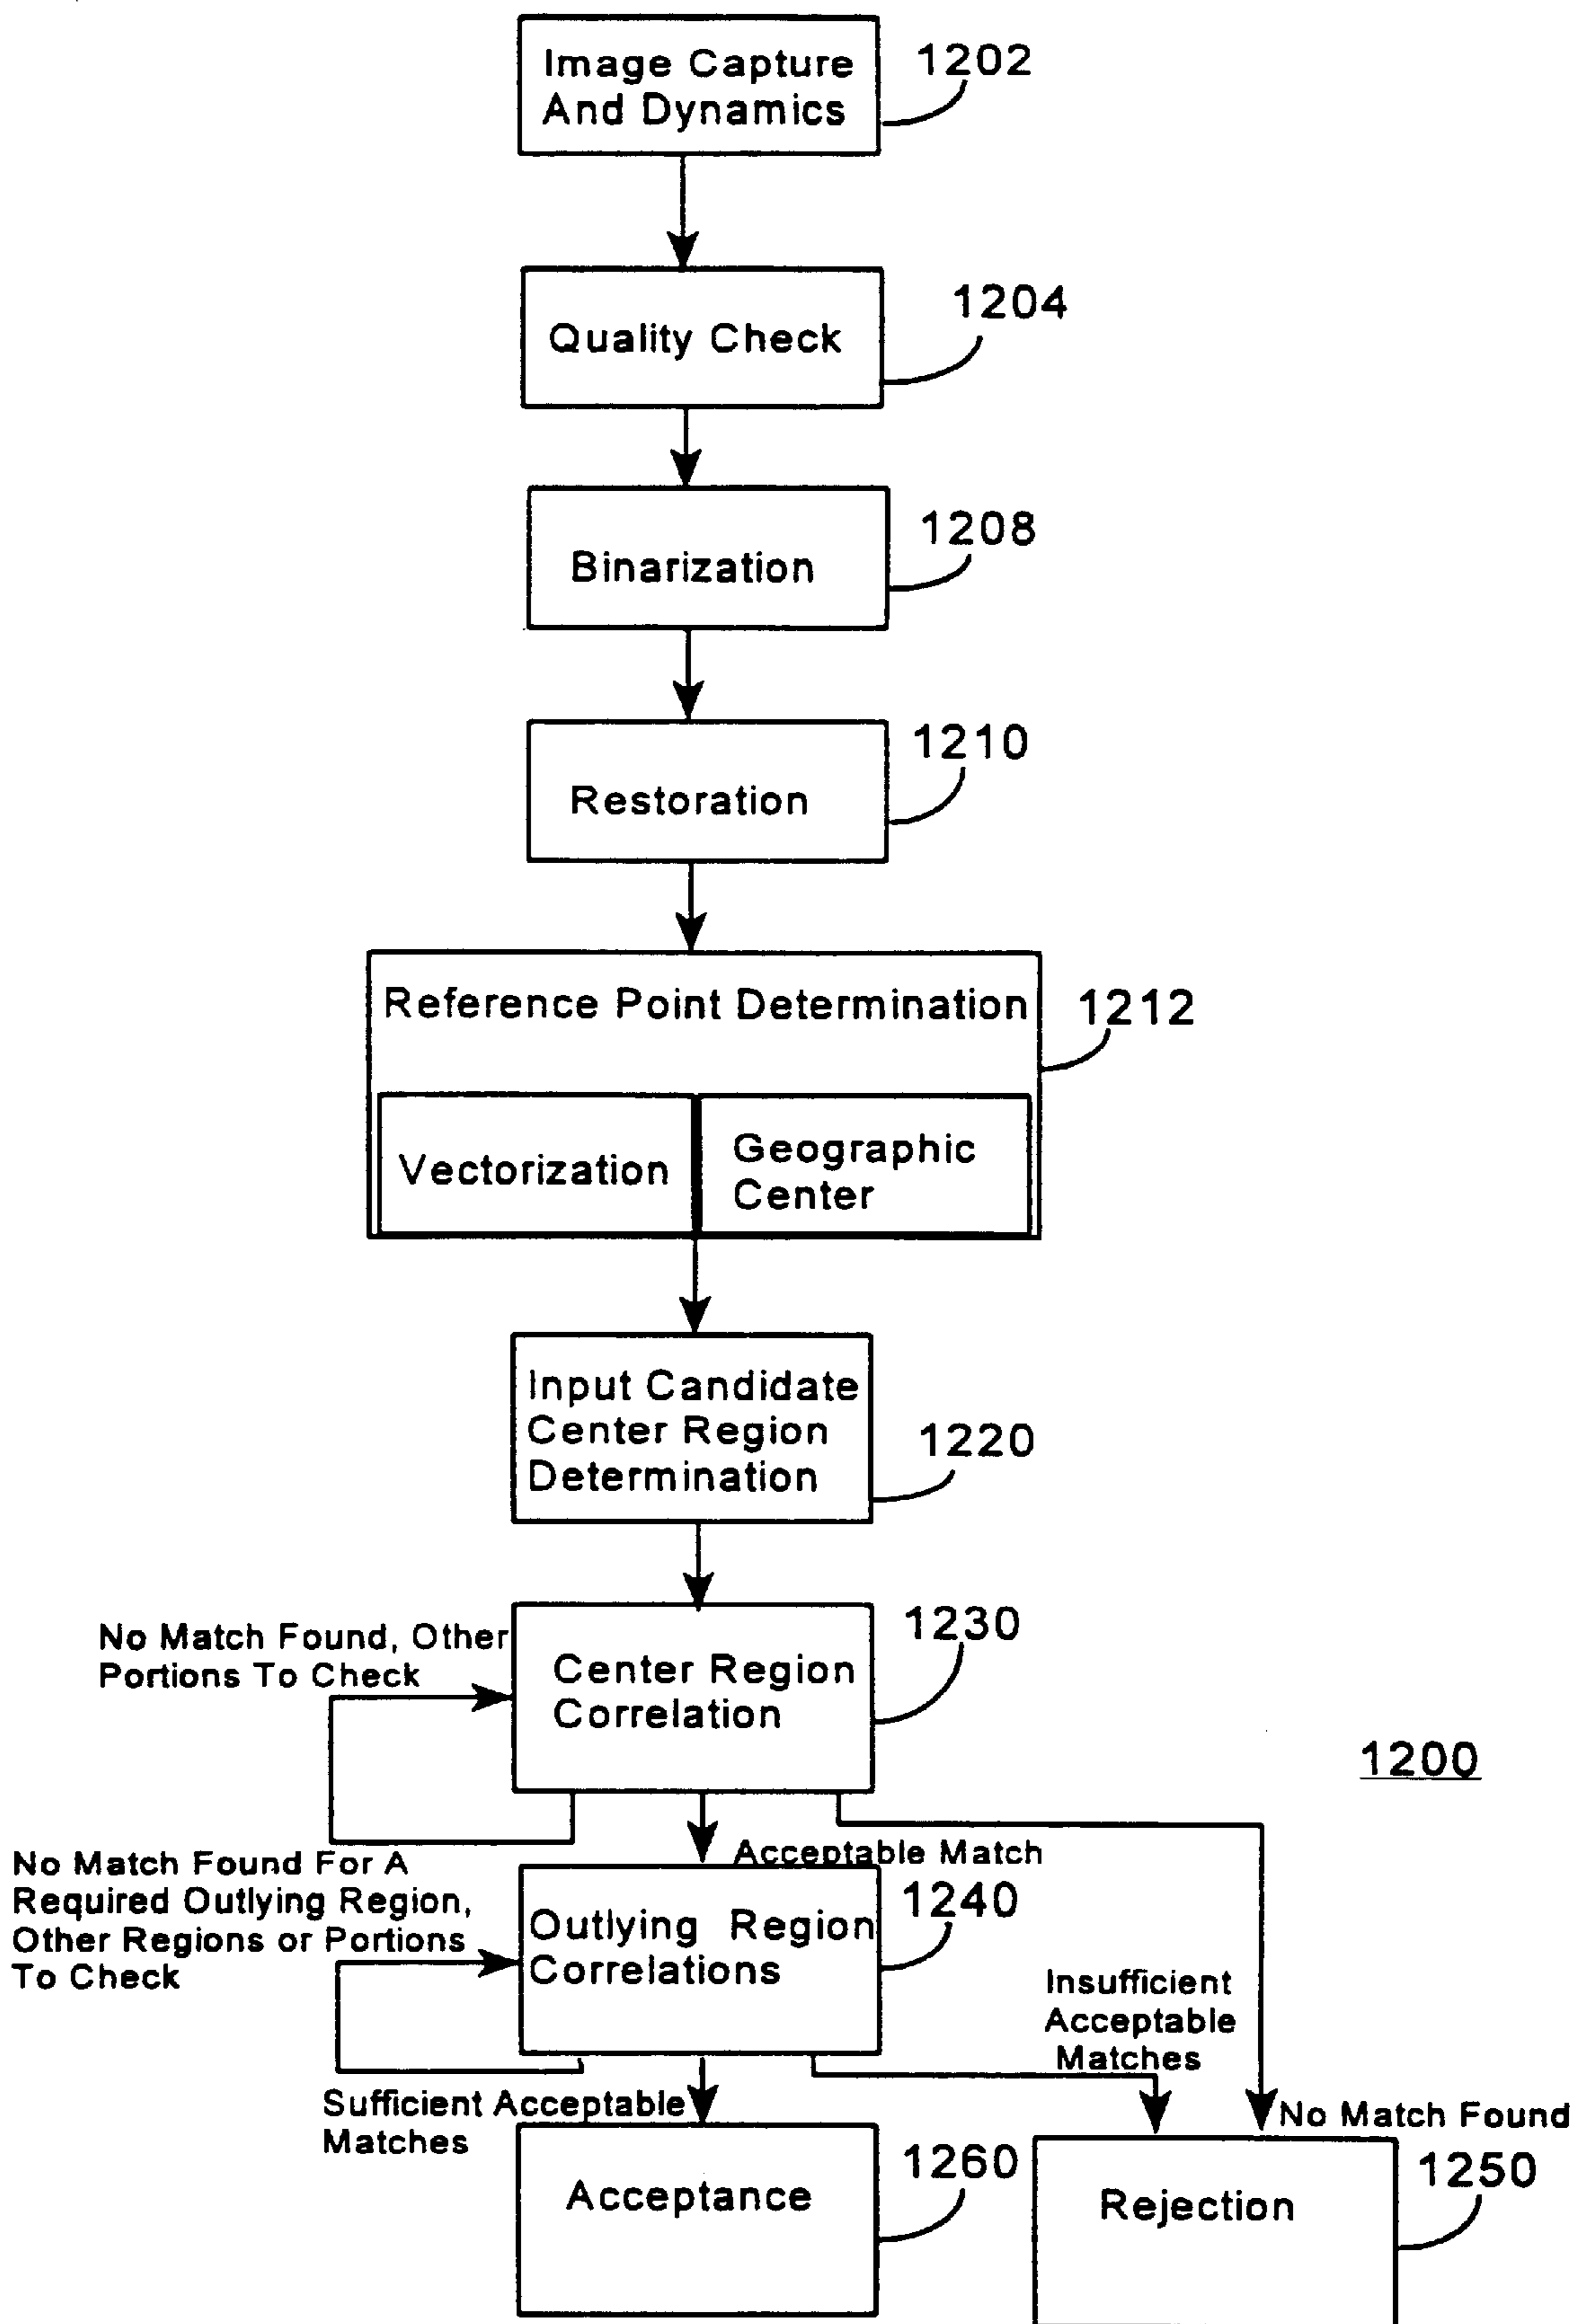 Image Capture
And Dynamics
1202
Quality Check
1204
Binarization
1208
Restoration
1210
Reference Point Determination
1212
Vectorization
Geographic
Center
Input Candidate
Center Region
Determination
1220
No Match Found, Other
Portions To Check
Center Region
Correlation
1230
1200
Acceptable Match
No Match Found For A
Required Outlying Region,
Other Regions or Portions
To Check
Outlying Region
Correlations
1240
Insufficient
Acceptable
Matches
Sufficient Acceptable
Matches
No Match Found
Acceptance
1260
Rejection
1250